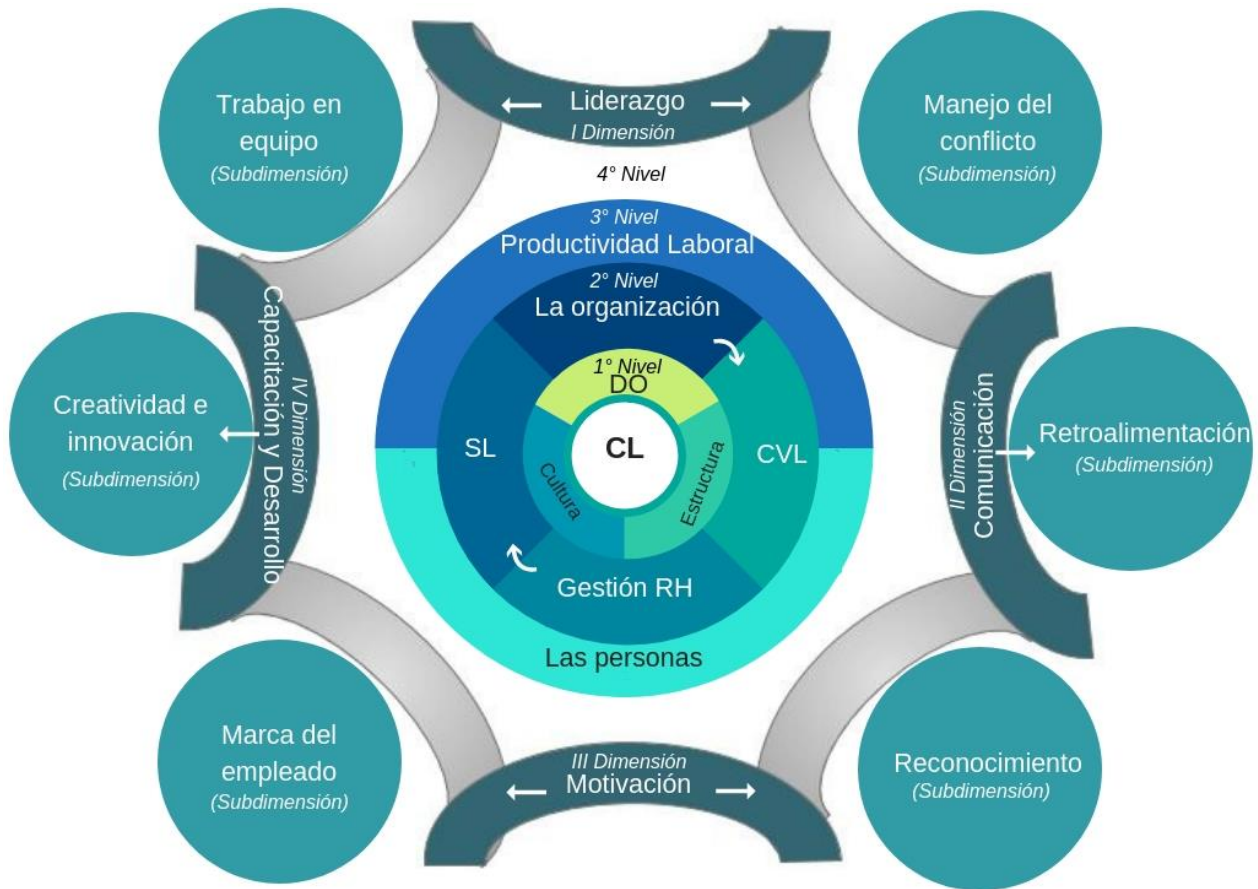 Trabajo en
equipo
(Subdimensión)
Liderazgo
I Dimensión
Manejo del
conflicto
(Subdimensión)
4° Nivel
3° Nivel
Productividad Laboral
2° Nivel
La organización
1° Nivel
DO
CL
SL
CVL
Cultura
Estructura
Gestión RH
Las personas
Creatividad e
innovación
(Subdimensión)
IV Dimensión
Capacitación y Desarrollo
II Dimensión
Comunicación
Retroalimentación
(Subdimensión)
Marca del
empleado
(Subdimensión)
III Dimensión
Motivación
Reconocimiento
(Subdimensión)